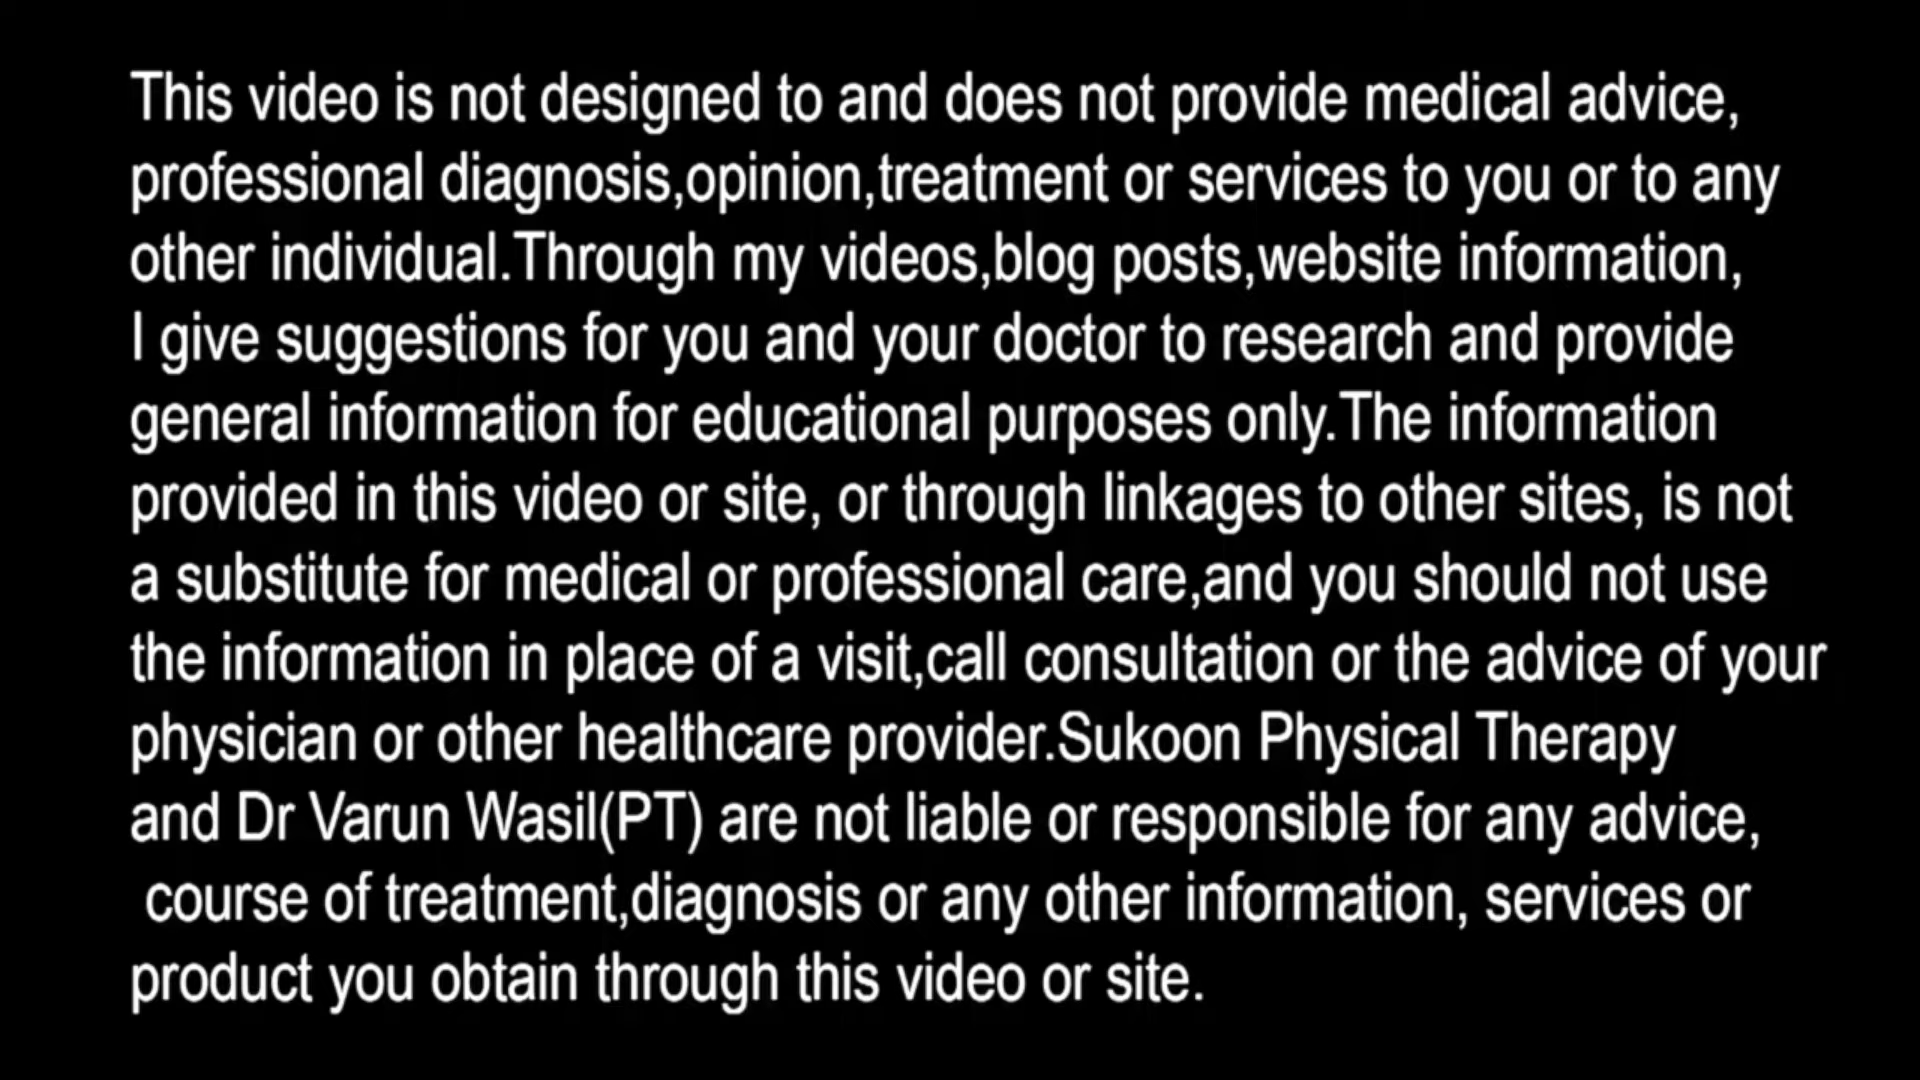 This video is not designed to and does not provide medical advice,
professional diagnosis,opinion,treatment or services to you or to any
other individual.Through my videos,blog posts,website information,
I give suggestions for you and your doctor to research and provide
general information for educational purposes only.The information
provided in this video or site, or through linkages to other sites, is not
a substitute for medical or professional care,and you should not use
the information in place of a visit,call consultation or the advice of your
physician or other healthcare provider.Sukoon Physical Therapy
and Dr Varun Wasil(PT) are not liable or responsible for any advice,
course of treatment,diagnosis or any other information, services or
product you obtain through this video or site.